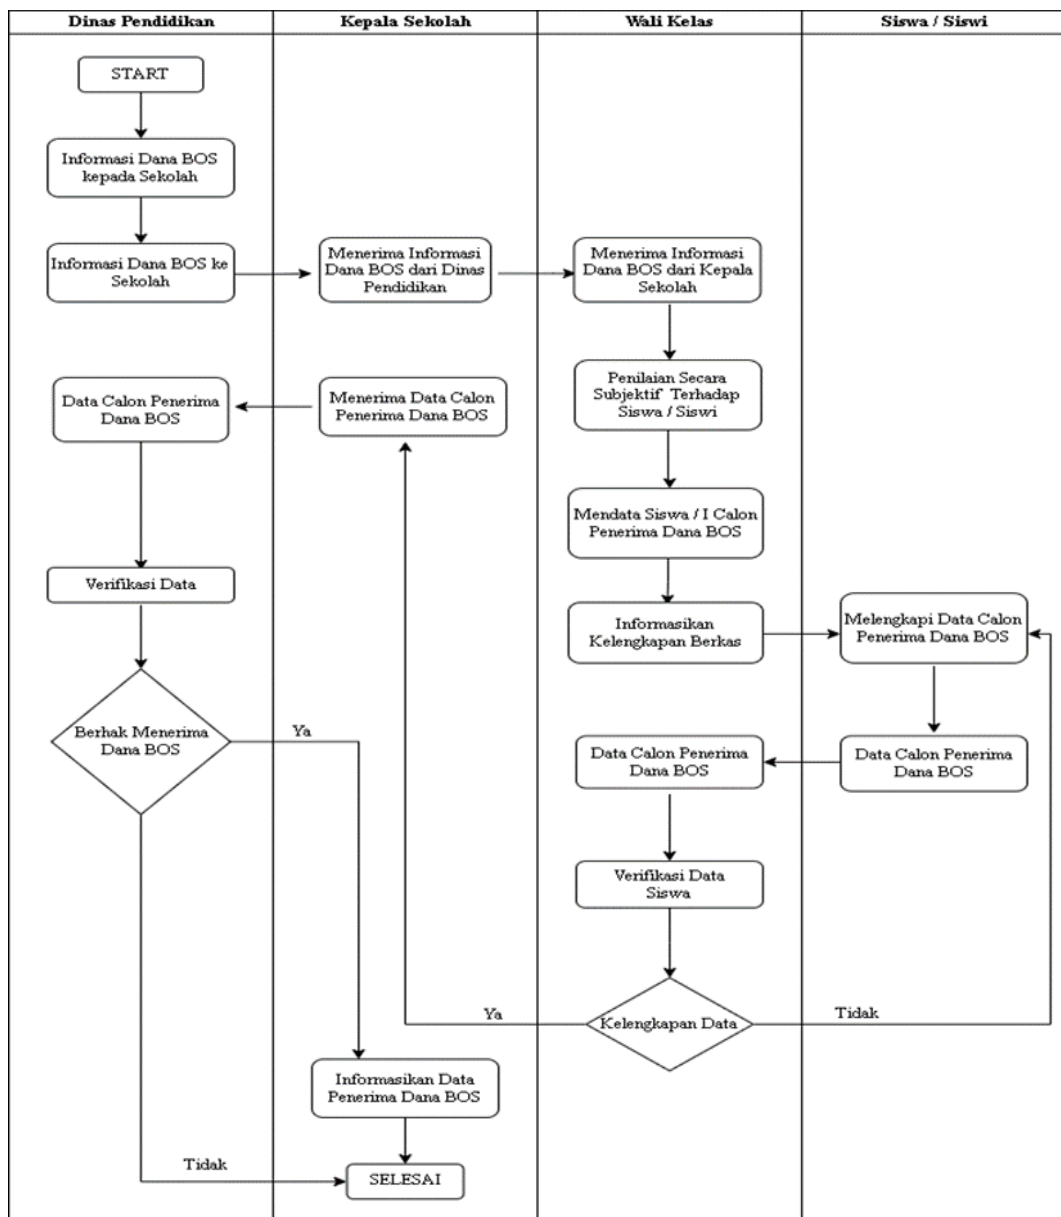 Dinas Pendidikan
Kepala Sekolah
Wali Kelas
Siswa / Siswi
START
Informasi Dana BOS
kepada Sekolah
Informasi Dana BOS ke
Sekolah
Menerima Informasi
Dana BOS dari Dinas
Pendidikan
Menerima Informasi
Dana BOS dari Kepala
Sekolah
Data Calon Penerima
Dana BOS
Menerima Data Calon
Penerima Dana BOS
Penilaian Secara
Subjektif Terhadap
Siswa / Siswi
Mendata Siswa / I Calon
Penerima Dana BOS
Verifikasi Data
Informasikan
Kelengkapan Berkas
Melengkapi Data Calon
Penerima Dana BOS
Berhak Menerima
Dana BOS
Ya
Data Calon Penerima
Dana BOS
Data Calon Penerima
Dana BOS
Verifikasi Data
Siswa
Ya
Kelengkapan Data
Tidak
Informasikan Data
Penerima Dana BOS
Tidak
SELESAI